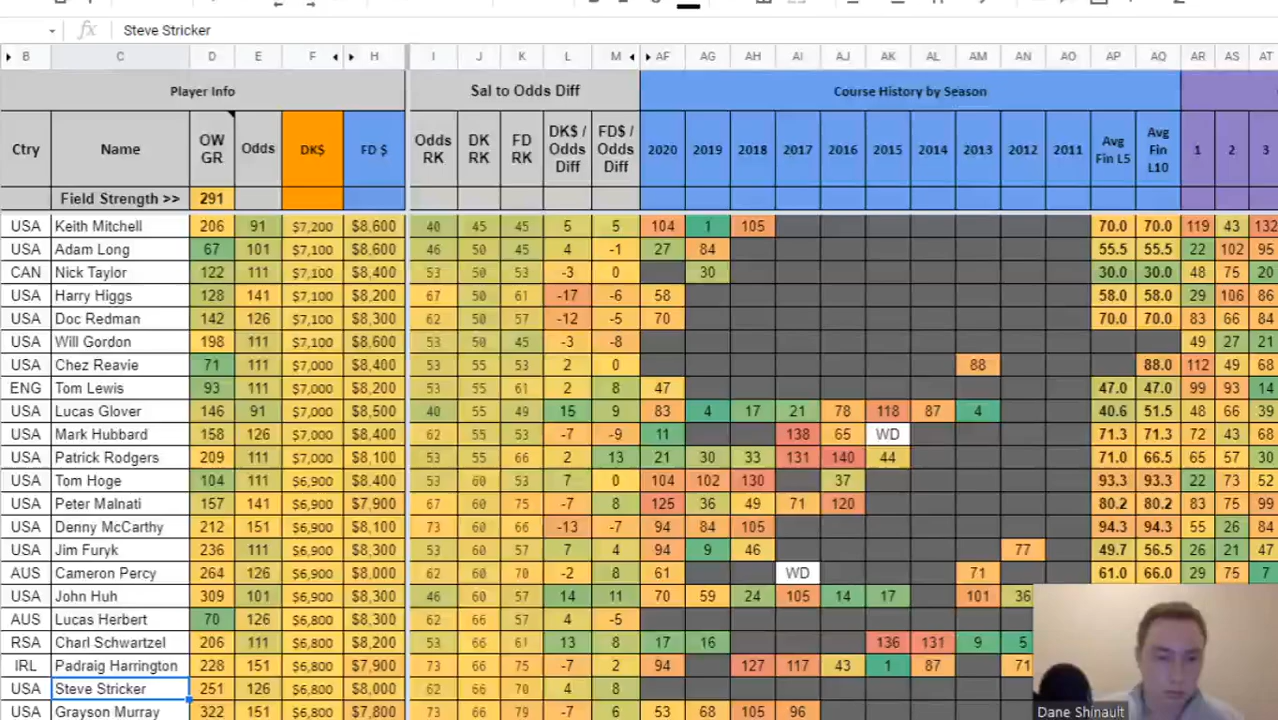 fx Steve Stricker
B C D E F H I J K L M AF AG AH AI AJ AK AL AM AN AO AP AQ AR AS AT
Player Info Sal to Odds Diff Course History by Season
Ctry Name OW GR Odds DK$ FD $ Odds RK DK RK FD RK DK$ / Odds Diff FD$ / Odds Diff 2020 2019 2018 2017 2016 2015 2014 2013 2012 2011 Avg Fin L5 Avg Fin L10 1 2 3
Field Strength >> 291
USA Keith Mitchell 206 91 $7,200 $8,600 40 45 45 5 5 104 1 105 70.0 70.0 119 43 132
USA Adam Long 67 101 $7,100 $8,600 46 50 45 4 -1 27 84 55.5 55.5 22 102 95
CAN Nick Taylor 122 111 $7,100 $8,400 53 50 53 -3 0 30 30.0 30.0 48 75 20
USA Harry Higgs 128 141 $7,100 $8,200 67 50 61 -17 -6 58 58.0 58.0 29 106 86
USA Doc Redman 142 126 $7,100 $8,300 62 50 57 -12 -5 70 70.0 70.0 83 66 84
USA Will Gordon 198 111 $7,100 $8,600 53 50 45 -3 -8 49 27 21
USA Chez Reavie 71 111 $7,000 $8,400 53 55 53 2 0 88 88.0 112 49 68
ENG Tom Lewis 93 111 $7,000 $8,200 53 55 61 2 8 47 47.0 47.0 99 93 14
USA Lucas Glover 146 91 $7,000 $8,500 40 55 49 15 9 83 4 17 21 78 118 87 4 40.6 51.5 48 66 39
USA Mark Hubbard 158 126 $7,000 $8,400 62 55 53 -7 -9 11 138 65 WD 71.3 71.3 72 43 68
USA Patrick Rodgers 209 111 $7,000 $8,100 53 55 66 2 13 21 30 33 131 140 44 71.0 66.5 65 57 30
USA Tom Hoge 104 111 $6,900 $8,400 53 60 53 7 0 104 102 130 37 93.3 93.3 22 73 52
USA Peter Malnati 157 141 $6,900 $7,900 67 60 75 -7 8 125 36 49 71 120 80.2 80.2 83 75 99
USA Denny McCarthy 212 151 $6,900 $8,100 73 60 66 -13 -7 94 84 105 94.3 94.3 55 26 84
USA Jim Furyk 236 111 $6,900 $8,300 53 60 57 7 4 94 9 46 77 49.7 56.5 26 21 47
AUS Cameron Percy 264 126 $6,900 $8,000 62 60 70 -2 8 61 WD 71 61.0 66.0 29 75 7
USA John Huh 309 101 $6,900 $8,300 46 60 57 14 11 70 59 24 105 14 17 101 36
AUS Lucas Herbert 70 126 $6,800 $8,300 62 66 57 4 -5
RSA Charl Schwartzel 206 111 $6,800 $8,200 53 66 61 13 8 17 16 136 131 9 5
IRL Padraig Harrington 228 151 $6,800 $7,900 73 66 75 -7 2 94 127 117 43 1 87 71
USA Steve Stricker 251 126 $6,800 $8,000 62 66 70 4 8
USA Grayson Murray 322 151 $6,800 $7,800 73 66 79 -7 6 53 68 105 96
Dane Shinault